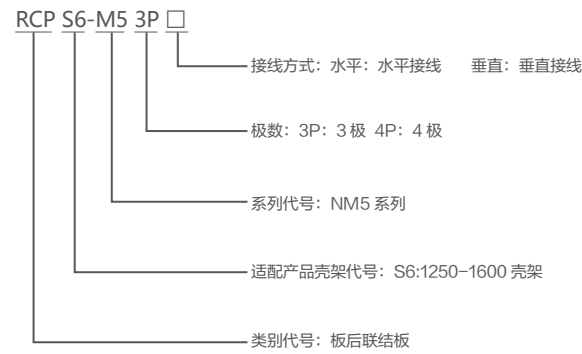 RCP S6-M5 3P □
接线方式：水平：水平接线 垂直：垂直接线
极数：3P：3 极 4P：4 极
系列代号：NM5 系列
适配产品壳架代号：S6:1250-1600 壳架
类别代号：板后联结板